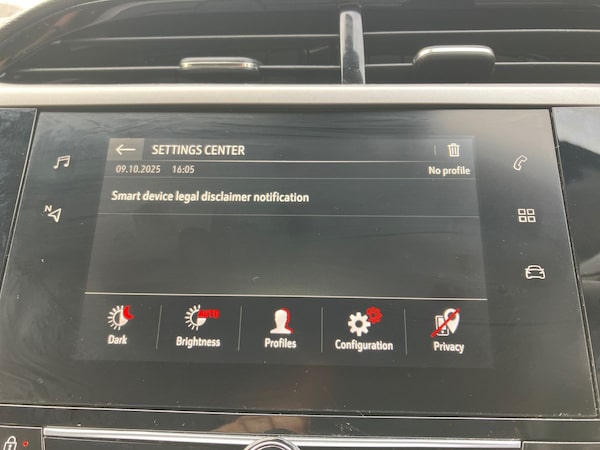 SETTINGS CENTER
09.10.2025 16:05 No profile
Smart device legal disclaimer notification
N
AUTO
Dark Brightness Profiles Configuration Privacy